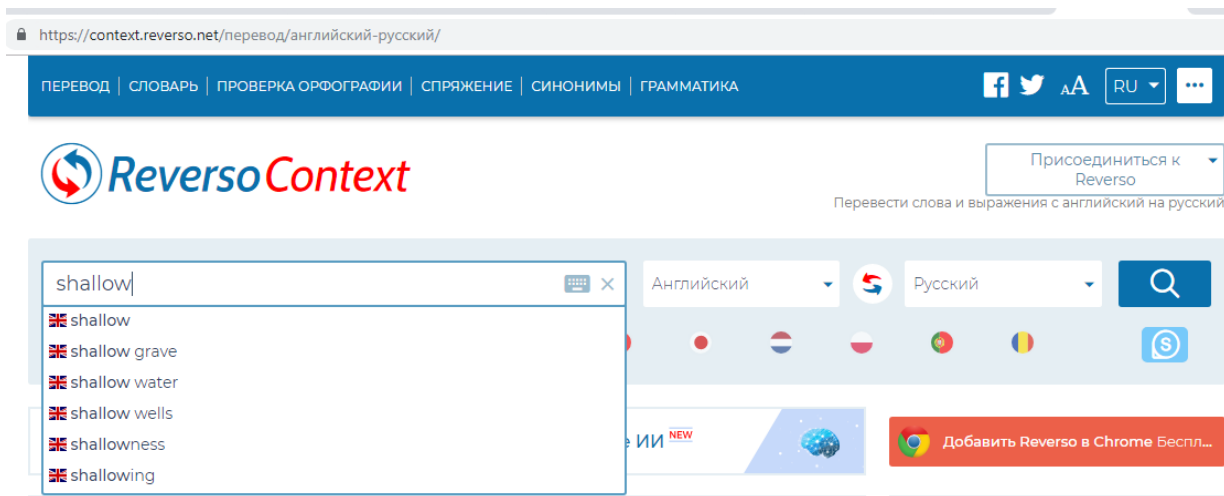 https://context.reverso.net/перевод/английский-русский/
ПЕРЕВОД | СЛОВАРЬ | ПРОВЕРКА ОРФОГРАФИИ | СПРЯЖЕНИЕ | СИНОНИМЫ | ГРАММАТИКА AA RU ...
Reverso Context
Присоединиться к
Reverso
Перевести слова и выражения с английский на русский
shallow Английский Русский
shallow
shallow grave
shallow water
shallow wells
shallowness
shallowing
ИИ NEW
Добавить Reverso в Chrome Беспл...